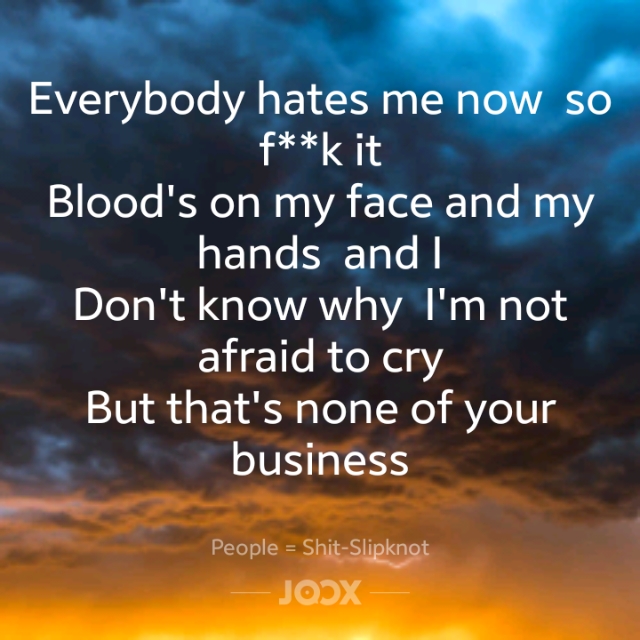 Everybody hates me now  so
f**k it
Blood's on my face and my
hands  and I
Don't know why  I'm not
afraid to cry
But that's none of your
business
People = Shit-Slipknot
JOOX